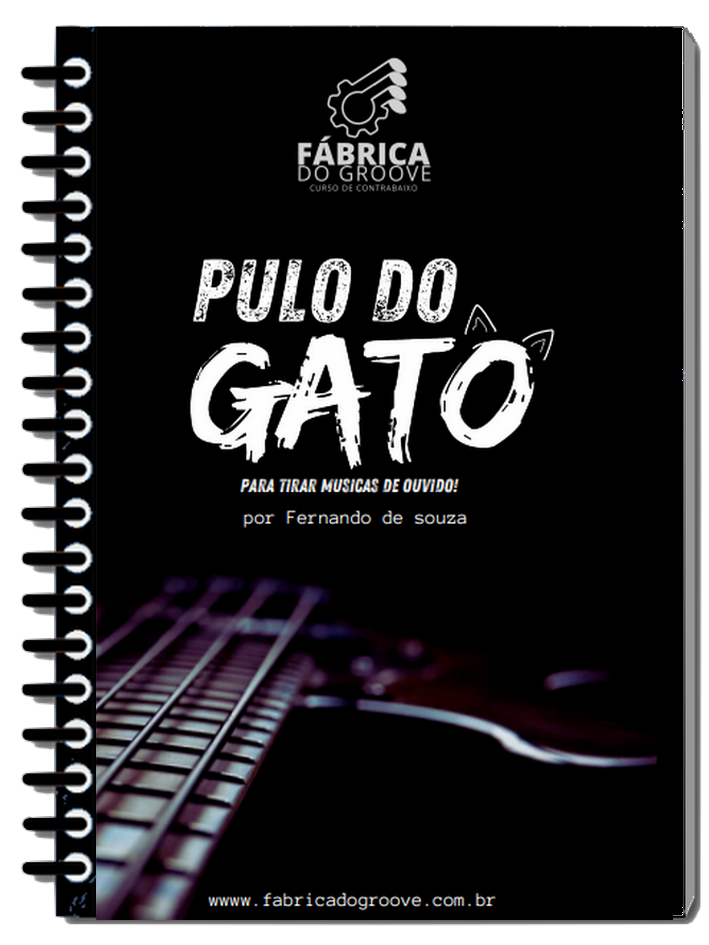 FÁBRICA
DO GROOVE
CURSO DE CONTRABAIXO
PULO DO
GATO
PARA TIRAR MUSICAS DE OUVIDO!
por Fernando de souza
www.fabricadogroove.com.br